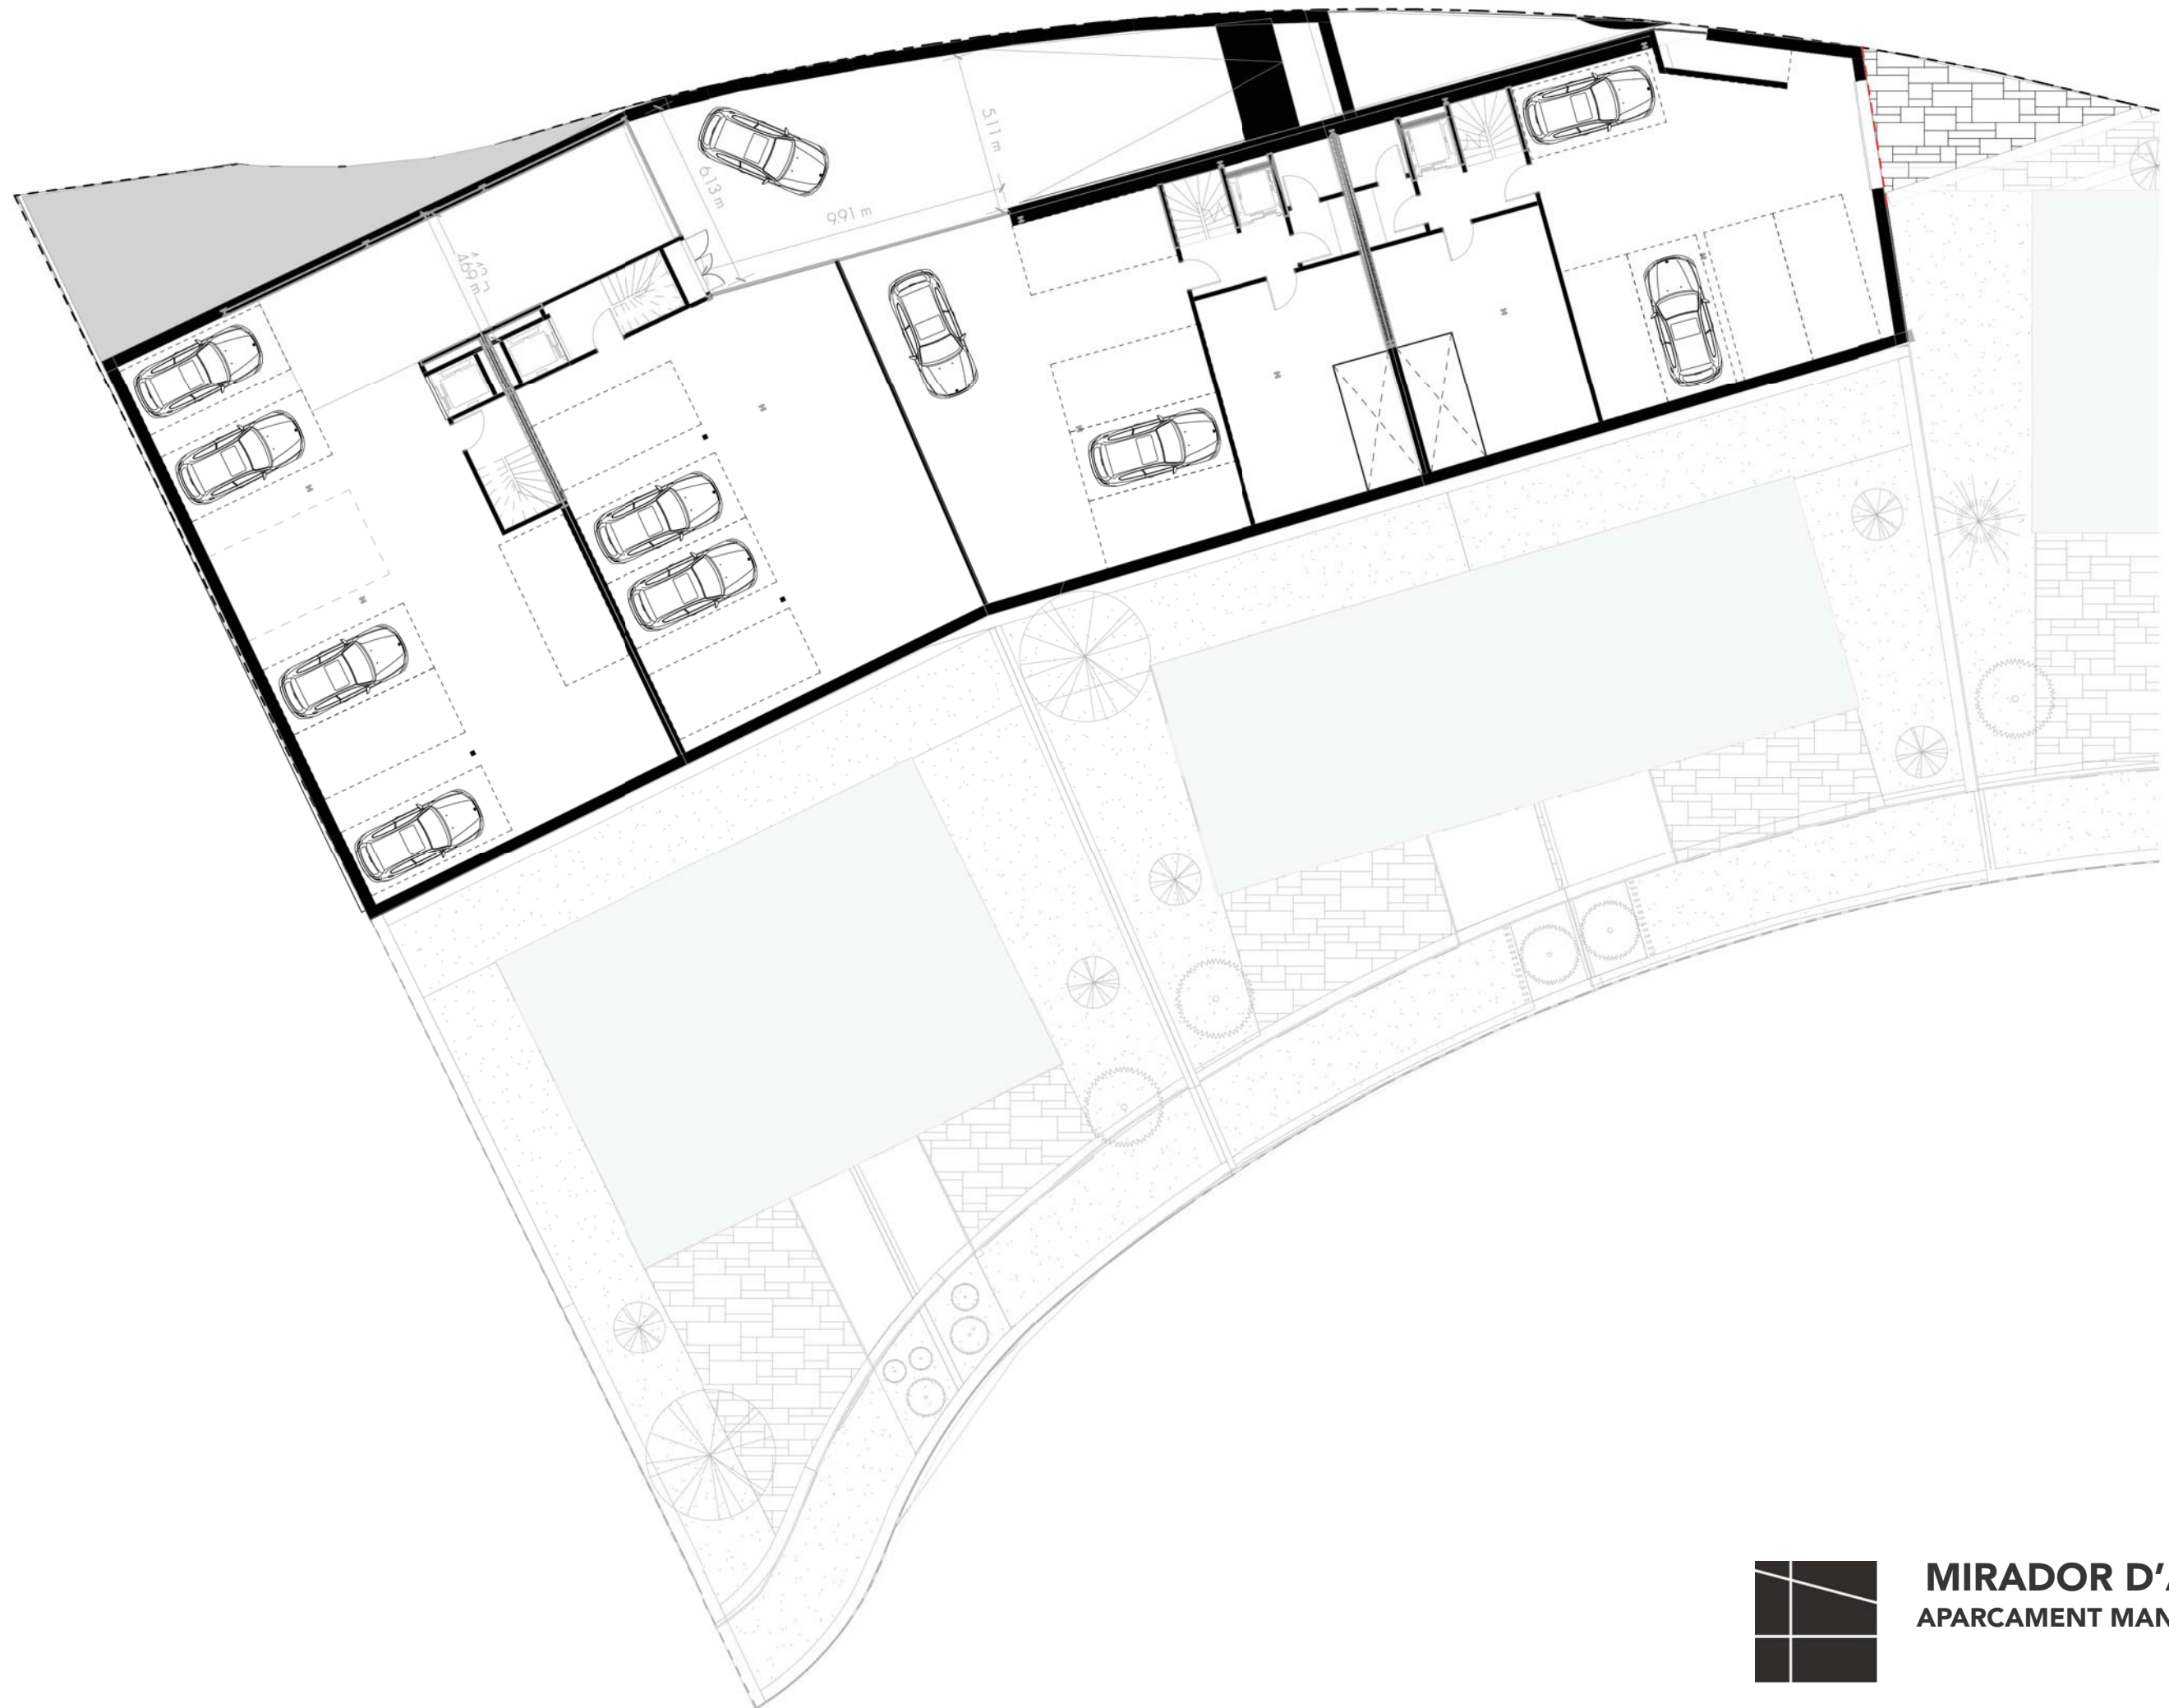 5.11 m
6.13 m
9.91 m
4.69 m
MIRADOR D'A
APARCAMENT MAN